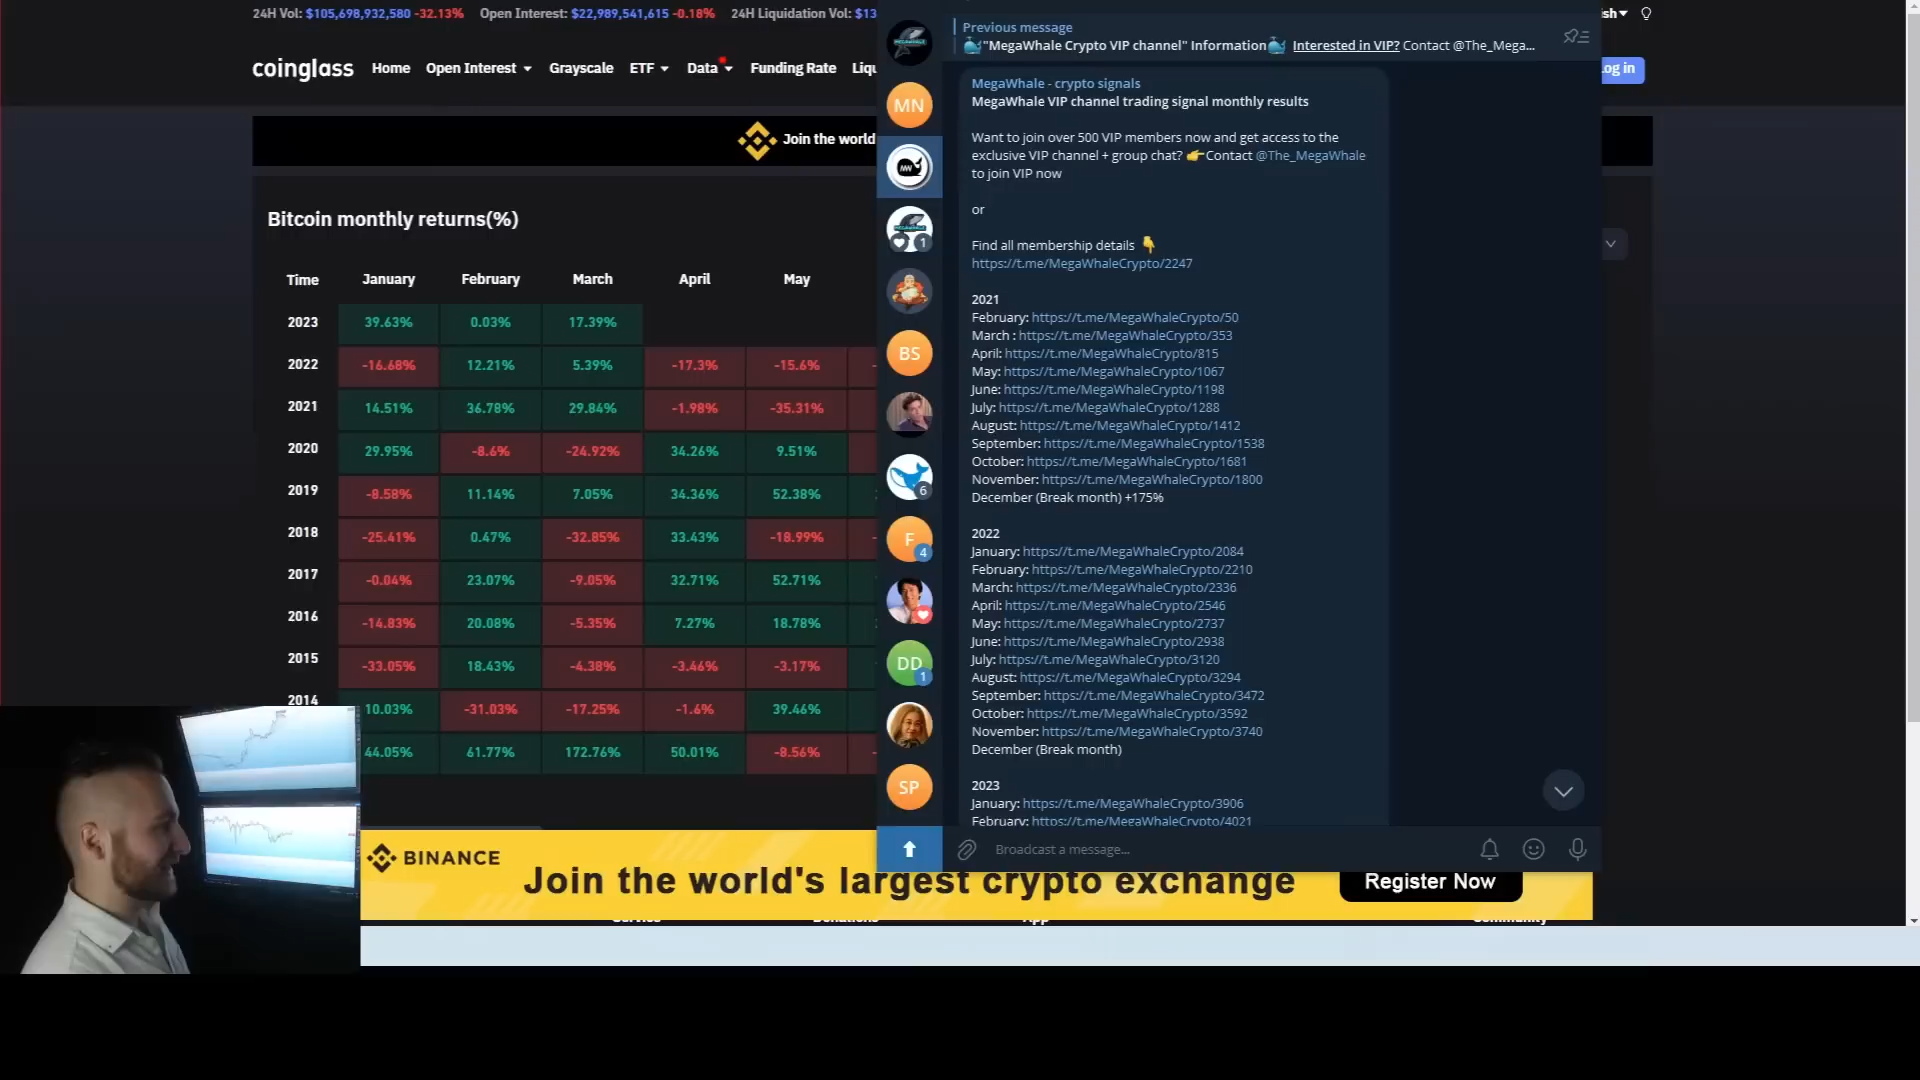 24H Vol: $105,698,932,580 -32.13% Open Interest: $22,989,541,615 -0.18% 24H Liquidation Vol: $13
coinglass Home Open Interest Grayscale ETF Data Funding Rate
Log in
Join the world
Bitcoin monthly returns(%)
Time January February March April May
2023 39.63% 0.03% 17.39%
2022 -16.68% 12.21% 5.39% -17.3% -15.6%
2021 14.51% 36.78% 29.84% -1.98% -35.31%
2020 29.95% -8.6% -24.92% 34.26% 9.51%
2019 -8.58% 11.14% 7.05% 34.36% 52.38%
2018 -25.41% 0.47% -32.85% 33.43% -18.99%
2017 -0.04% 23.07% -9.05% 32.71% 52.71%
2016 -14.83% 20.08% -5.35% 7.27% 18.78%
2015 -33.05% 18.43% -4.38% -3.46% -3.17%
2014 10.03% -31.03% -17.25% -1.6% 39.46%
44.05% 61.77% 172.76% 50.01% -8.56%
MN
1
BS
6
F
4
DD
1
SP
Previous message
"MegaWhale Crypto VIP channel" Information Interested in VIP? Contact @The_Mega...
MegaWhale - crypto signals
MegaWhale VIP channel trading signal monthly results
Want to join over 500 VIP members now and get access to the
exclusive VIP channel + group chat? 👉Contact @The_MegaWhale
to join VIP now
or
Find all membership details 👇
https://t.me/MegaWhaleCrypto/2247
2021
February: https://t.me/MegaWhaleCrypto/50
March : https://t.me/MegaWhaleCrypto/353
April: https://t.me/MegaWhaleCrypto/815
May: https://t.me/MegaWhaleCrypto/1067
June: https://t.me/MegaWhaleCrypto/1198
July: https://t.me/MegaWhaleCrypto/1288
August: https://t.me/MegaWhaleCrypto/1412
September: https://t.me/MegaWhaleCrypto/1538
October: https://t.me/MegaWhaleCrypto/1681
November: https://t.me/MegaWhaleCrypto/1800
December (Break month) +175%
2022
January: https://t.me/MegaWhaleCrypto/2084
February: https://t.me/MegaWhaleCrypto/2210
March: https://t.me/MegaWhaleCrypto/2336
April: https://t.me/MegaWhaleCrypto/2546
May: https://t.me/MegaWhaleCrypto/2737
June: https://t.me/MegaWhaleCrypto/2938
July: https://t.me/MegaWhaleCrypto/3120
August: https://t.me/MegaWhaleCrypto/3294
September: https://t.me/MegaWhaleCrypto/3472
October: https://t.me/MegaWhaleCrypto/3592
November: https://t.me/MegaWhaleCrypto/3740
December (Break month)
2023
January: https://t.me/MegaWhaleCrypto/3906
February: https://t.me/MegaWhaleCrypto/4021
Broadcast a message...
BINANCE
Join the world's largest crypto exchange
Register Now
Service Donations App Community